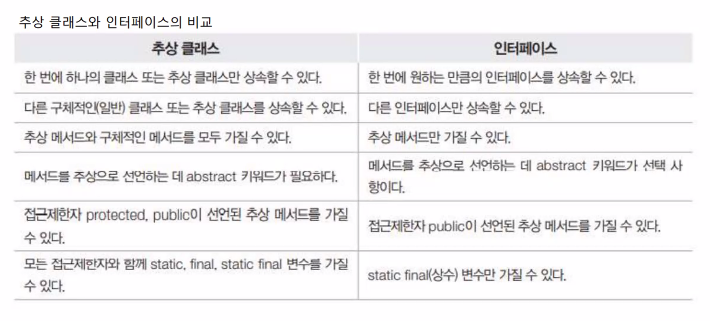 추상 클래스와 인터페이스의 비교
추상 클래스
인터페이스
한 번에 하나의 클래스 또는 추상 클래스만 상속할 수 있다.
한 번에 원하는 만큼의 인터페이스를 상속할 수 있다.
다른 구체적인(일반) 클래스 또는 추상 클래스를 상속할 수 있다.
다른 인터페이스만 상속할 수 있다.
추상 메서드와 구체적인 메서드를 모두 가질 수 있다.
추상 메서드만 가질 수 있다.
메서드를 추상으로 선언하는 데 abstract 키워드가 필요하다.
메서드를 추상으로 선언하는 데 abstract 키워드가 선택 사
항이다.
접근제한자 protected, public이 선언된 추상 메서드를 가질
수 있다.
접근제한자 public이 선언된 추상 메서드를 가질 수 있다.
모든 접근제한자와 함께 static, final, static final 변수를 가질
수 있다.
static final(상수) 변수만 가질 수 있다.